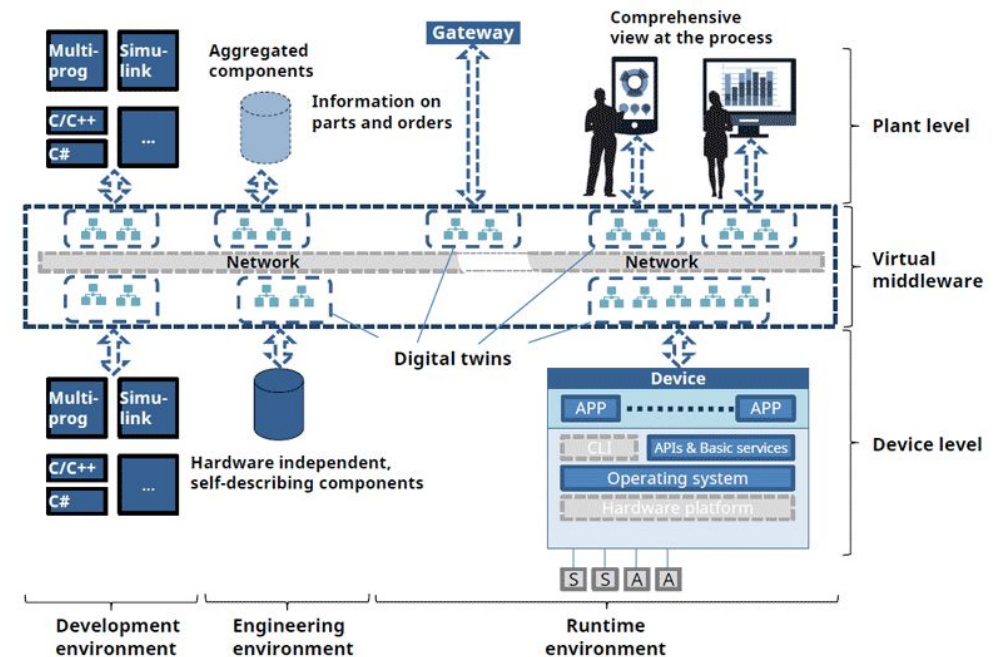 Multi-
prog
Simu-
link
C/C++
C#
...
Aggregated
components
Information on
parts and orders
Gateway
Comprehensive
view at the process
Plant level
Network
Network
Virtual
middleware
Digital twins
Multi-
prog
Simu-
link
C/C++
C#
...
Hardware independent,
self-describing components
Device
APP
APP
CLI
APIs & Basic services
Operating system
Hardware platform
S
S
A
A
Device level
Development
environment
Engineering
environment
Runtime
environment